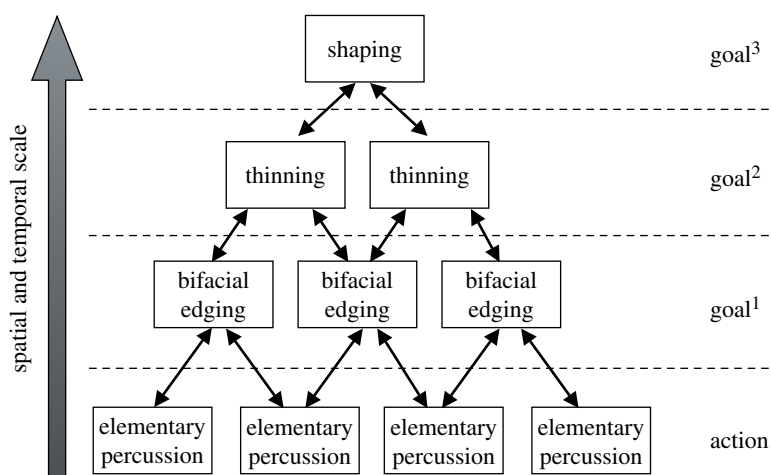 spatial and temporal scale
shaping
goal³
thinning
thinning
goal²
bifacial
edging
bifacial
edging
bifacial
edging
goal¹
elementary
percussion
elementary
percussion
elementary
percussion
elementary
percussion
action